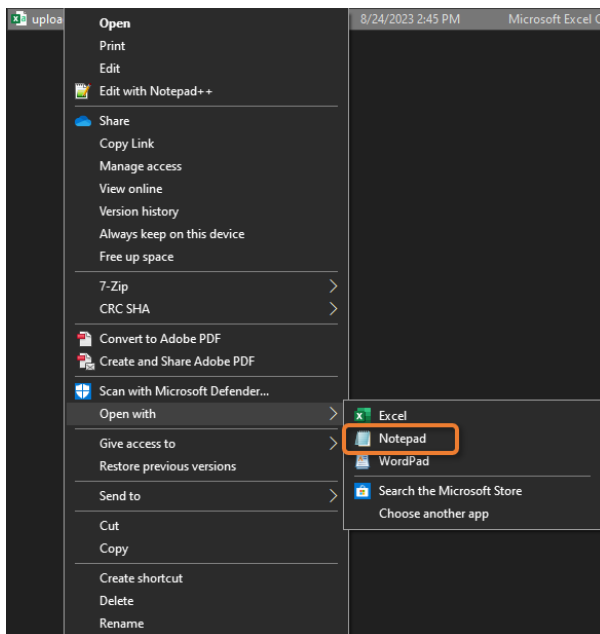 uploa
8/24/2023 2:45 PM Microsoft Excel C
Open
Print
Edit
Edit with Notepad++
Share
Copy Link
Manage access
View online
Version history
Always keep on this device
Free up space
7-Zip
CRC SHA
Convert to Adobe PDF
Create and Share Adobe PDF
Scan with Microsoft Defender...
Open with
Give access to
Restore previous versions
Send to
Cut
Copy
Create shortcut
Delete
Rename
Excel
Notepad
WordPad
Search the Microsoft Store
Choose another app